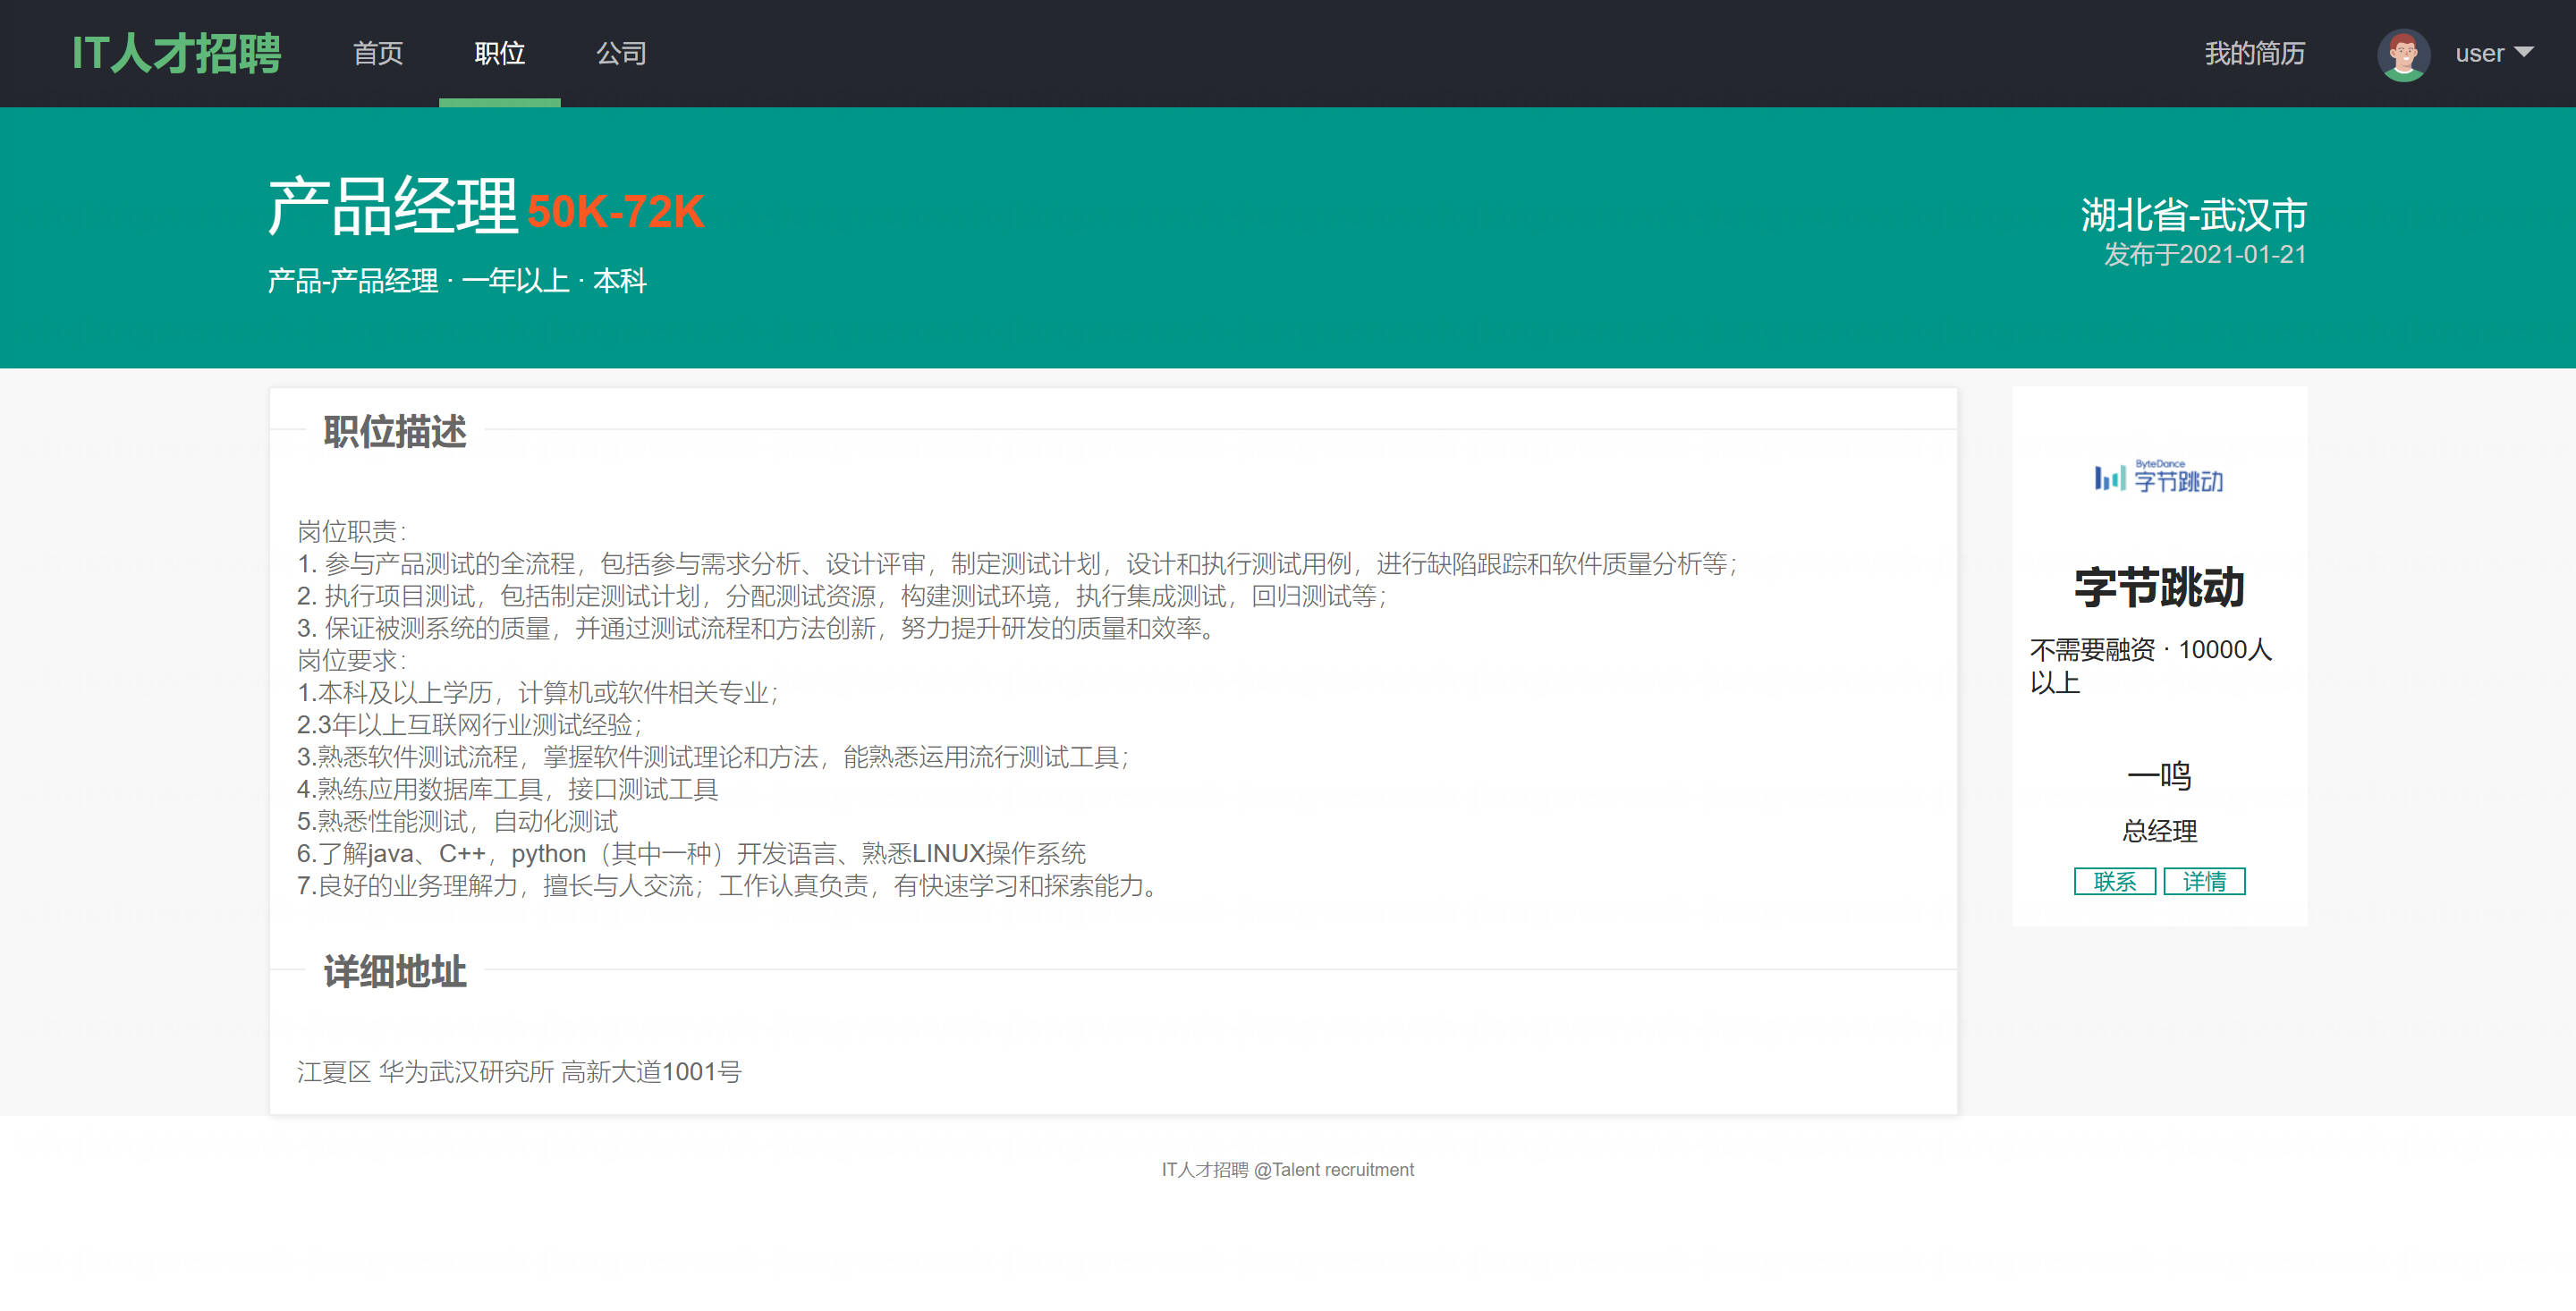 IT人才招聘 首页 职位 公司 我的简历 user
产品经理 50K-72K
产品-产品经理 · 一年以上 · 本科
湖北省-武汉市
发布于2021-01-21
职位描述
岗位职责：
1. 参与产品测试的全流程，包括参与需求分析、设计评审，制定测试计划，设计和执行测试用例，进行缺陷跟踪和软件质量分析等；
2. 执行项目测试，包括制定测试计划，分配测试资源，构建测试环境，执行集成测试，回归测试等；
3. 保证被测系统的质量，并通过测试流程和方法创新，努力提升研发的质量和效率。
岗位要求：
1.本科及以上学历，计算机或软件相关专业；
2.3年以上互联网行业测试经验；
3.熟悉软件测试流程，掌握软件测试理论和方法，能熟悉运用流行测试工具；
4.熟练应用数据库工具，接口测试工具
5.熟悉性能测试，自动化测试
6.了解java、C++，python（其中一种）开发语言、熟悉LINUX操作系统
7.良好的业务理解力，擅长与人交流；工作认真负责，有快速学习和探索能力。
详细地址
江夏区 华为武汉研究所 高新大道1001号
ByteDance
字节跳动
字节跳动
不需要融资 · 10000人
以上
一鸣
总经理
联系 详情
IT人才招聘 @Talent recruitment